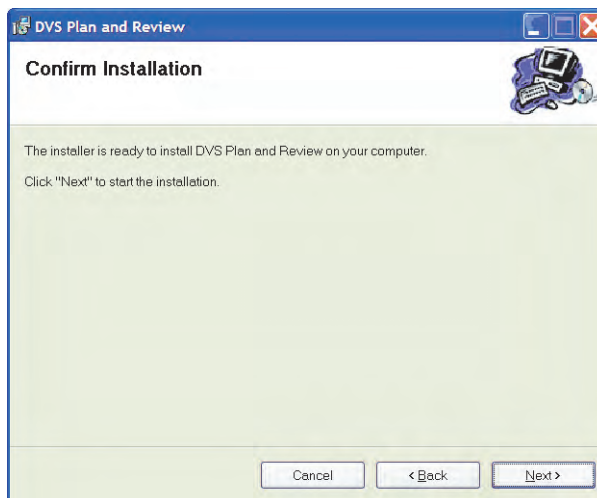 DVS Plan and Review
Confirm Installation
The installer is ready to install DVS Plan and Review on your computer.
Click "Next" to start the installation.
Cancel
< Back
Next >